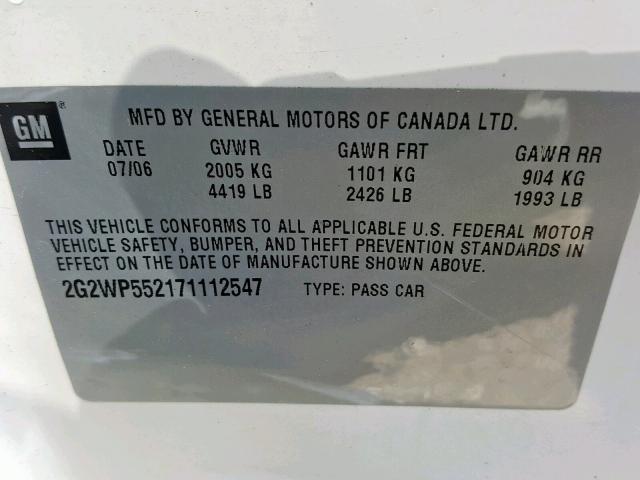 GM ®
MFD BY GENERAL MOTORS OF CANADA LTD.
DATE GVWR GAWR FRT GAWR RR
07/06 2005 KG 1101 KG 904 KG
4419 LB 2426 LB 1993 LB
THIS VEHICLE CONFORMS TO ALL APPLICABLE U.S. FEDERAL MOTOR
VEHICLE SAFETY, BUMPER, AND THEFT PREVENTION STANDARDS IN
EFFECT ON THE DATE OF MANUFACTURE SHOWN ABOVE.
2G2WP552171112547 TYPE: PASS CAR